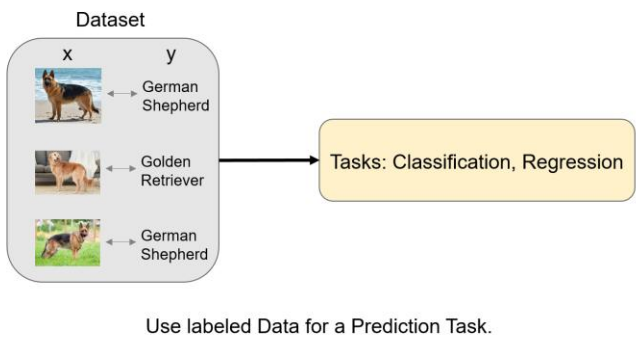 Dataset
x y
German
Shepherd
Golden
Retriever
German
Shepherd
Tasks: Classification, Regression
Use labeled Data for a Prediction Task.